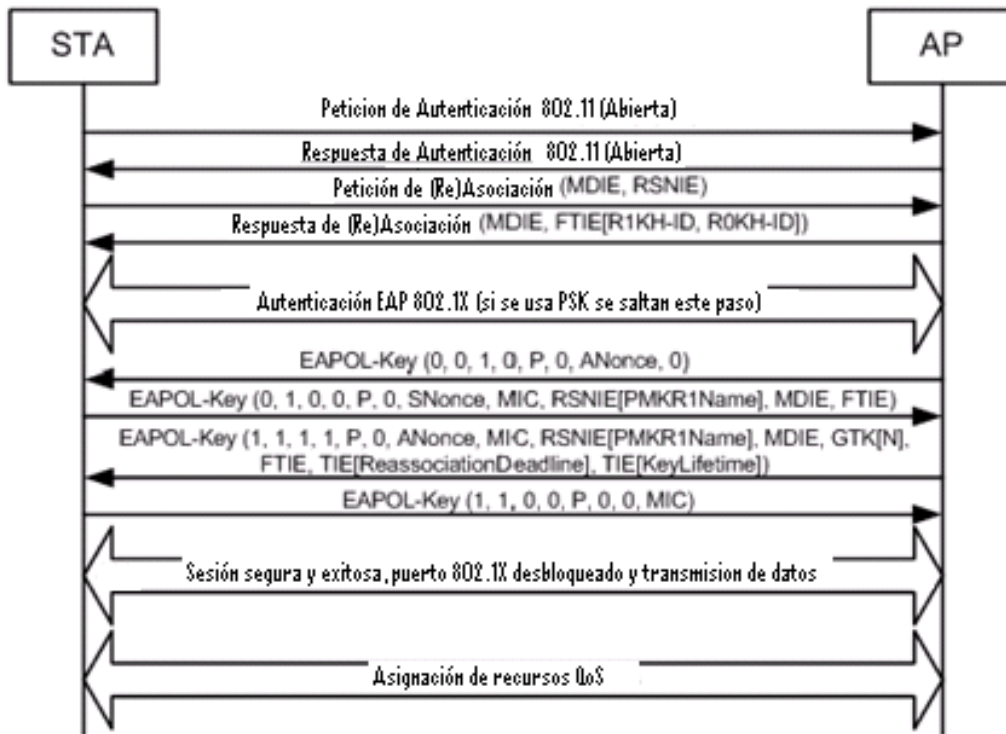 STA
AP
Peticion de Autenticación 802.11 (Abierta)
Respuesta de Autenticación 802.11 (Abierta)
Petición de (Re)Asociación (MDIE, RSNIE)
Respuesta de (Re)Asociación (MDIE, FTIE[R1KH-ID, R0KH-ID])
Autenticación EAP 802.1X (si se usa PSK se saltan este paso)
EAPOL-Key (0, 0, 1, 0, P, 0, ANonce, 0)
EAPOL-Key (0, 1, 0, 0, P, 0, SNonce, MIC, RSNIE[PMKR1Name], MDIE, FTIE)
EAPOL-Key (1, 1, 1, 1, P, 0, ANonce, MIC, RSNIE[PMKR1Name], MDIE, GTK[N],
FTIE, TIE[ReassociationDeadline], TIE[KeyLifetime])
EAPOL-Key (1, 1, 0, 0, P, 0, 0, MIC)
Sesión segura y exitosa, puerto 802.1X desbloqueado y transmision de datos
Asignación de recursos QoS